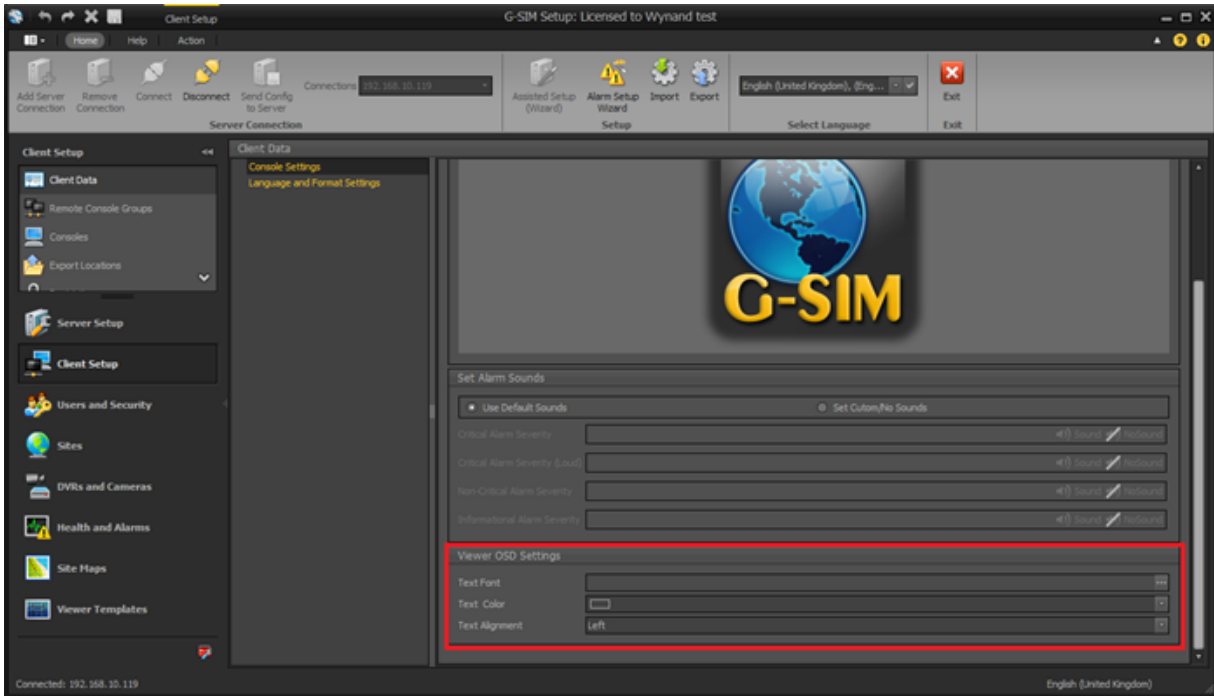 Client Setup
G-SIM Setup: Licensed to Wynand test
Home Help Action
Add Server Connection
Remove Connection
Connect
Disconnect
Send Config to Server
Connections 192.168.10.119
Server Connection
Assisted Setup (Wizard)
Alarm Setup Wizard
Import
Export
Setup
English (United Kingdom), (Eng...
Select Language
Exit
Exit
Client Setup
Client Data
Remote Console Groups
Consoles
Export Locations
Server Setup
Client Setup
Users and Security
Sites
DVRs and Cameras
Health and Alarms
Site Maps
Viewer Templates
Client Data
Console Settings
Language and Format Settings
G-SIM
Set Alarm Sounds
Use Default Sounds
Set Cutom/No Sounds
Critical Alarm Severity Sound NoSound
Critical Alarm Severity (Loud) Sound NoSound
Non-Critical Alarm Severity Sound NoSound
Informational Alarm Severity Sound NoSound
Viewer OSD Settings
Text Font ...
Text Color
Text Alignment Left
Connected: 192.168.10.119
English (United Kingdom)